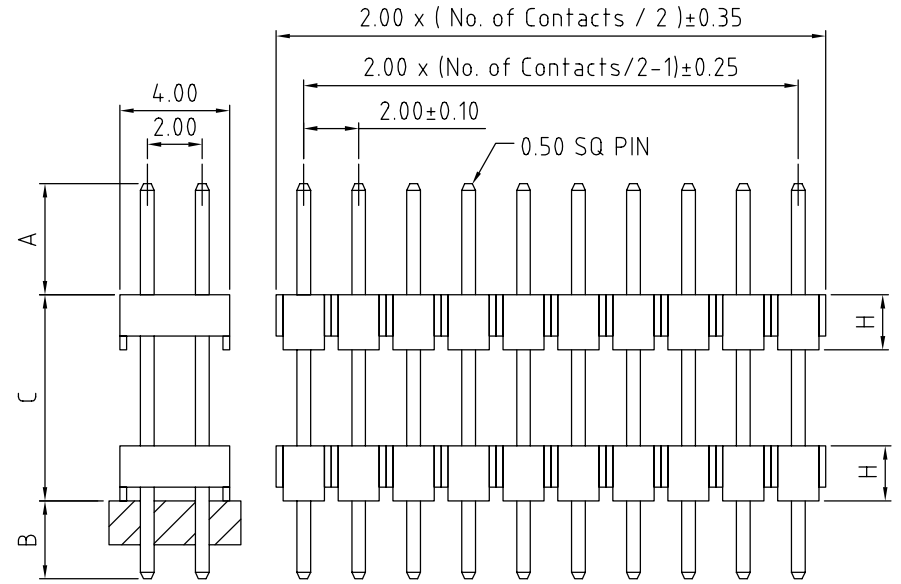 2.00 x ( No. of Contacts / 2 )±0.35
2.00 x (No. of Contacts/2-1)±0.25
4.00
2.00±0.10
2.00
0.50 SQ PIN
A
H
C
H
B